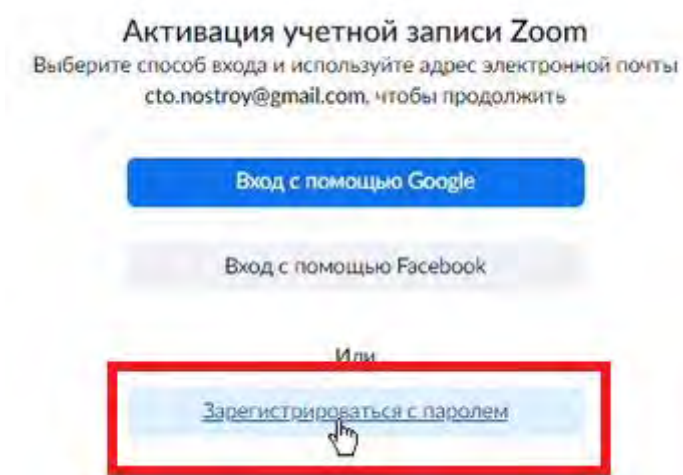 Активация учетной записи Zoom
Выберите способ входа и используйте адрес электронной почты
cto.nostroy@gmail.com, чтобы продолжить
Вход с помощью Google
Вход с помощью Facebook
Или
Зарегистрироваться с паролем